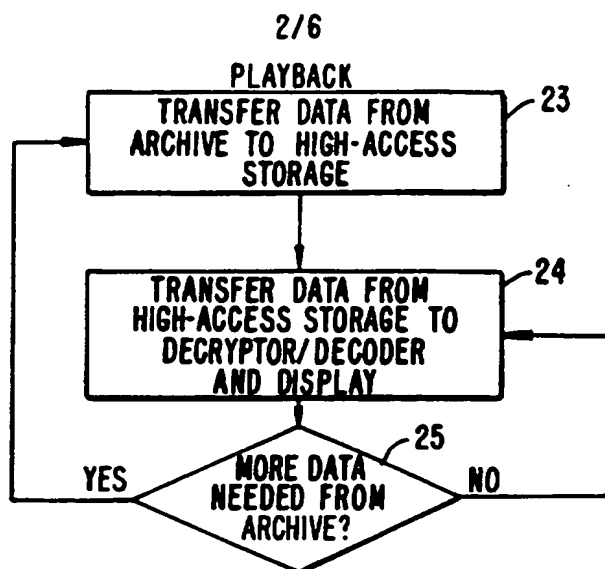 2/6
PLAYBACK
TRANSFER DATA FROM
ARCHIVE TO HIGH-ACCESS
STORAGE
23
TRANSFER DATA FROM
HIGH-ACCESS STORAGE TO
DECRYPTOR/DECODER
AND DISPLAY
24
25
YES
MORE DATA
NEEDED FROM
ARCHIVE?
NO